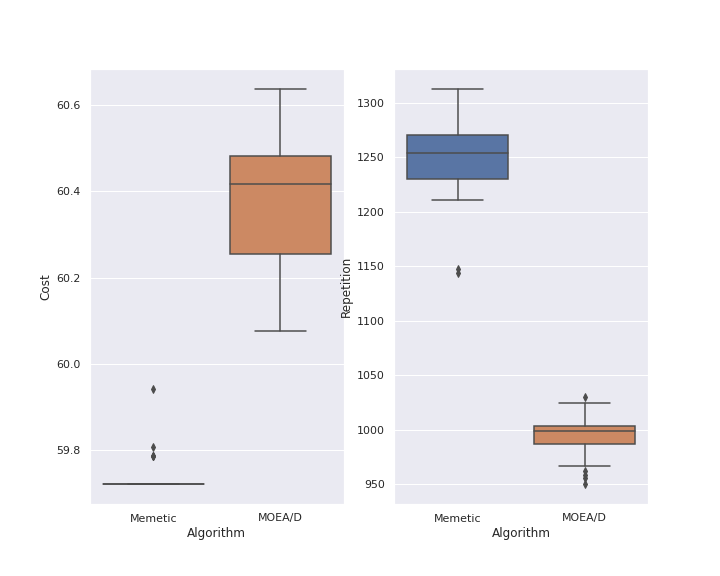 60.6
60.4
60.2
60.0
59.8
Cost
Memetic MOEA/D
Algorithm
1300
1250
1200
1150
1100
1050
1000
950
Repetition
Memetic MOEA/D
Algorithm